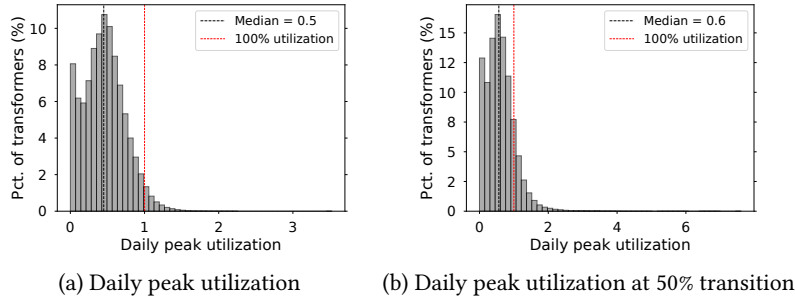 Pct. of transformers (%)
10
8
6
4
2
0
0
1
2
3
Daily peak utilization
Median = 0.5
100% utilization
(a) Daily peak utilization
Pct. of transformers (%)
15
12
10
8
5
2
0
0
2
4
6
Daily peak utilization
Median = 0.6
100% utilization
(b) Daily peak utilization at 50% transition